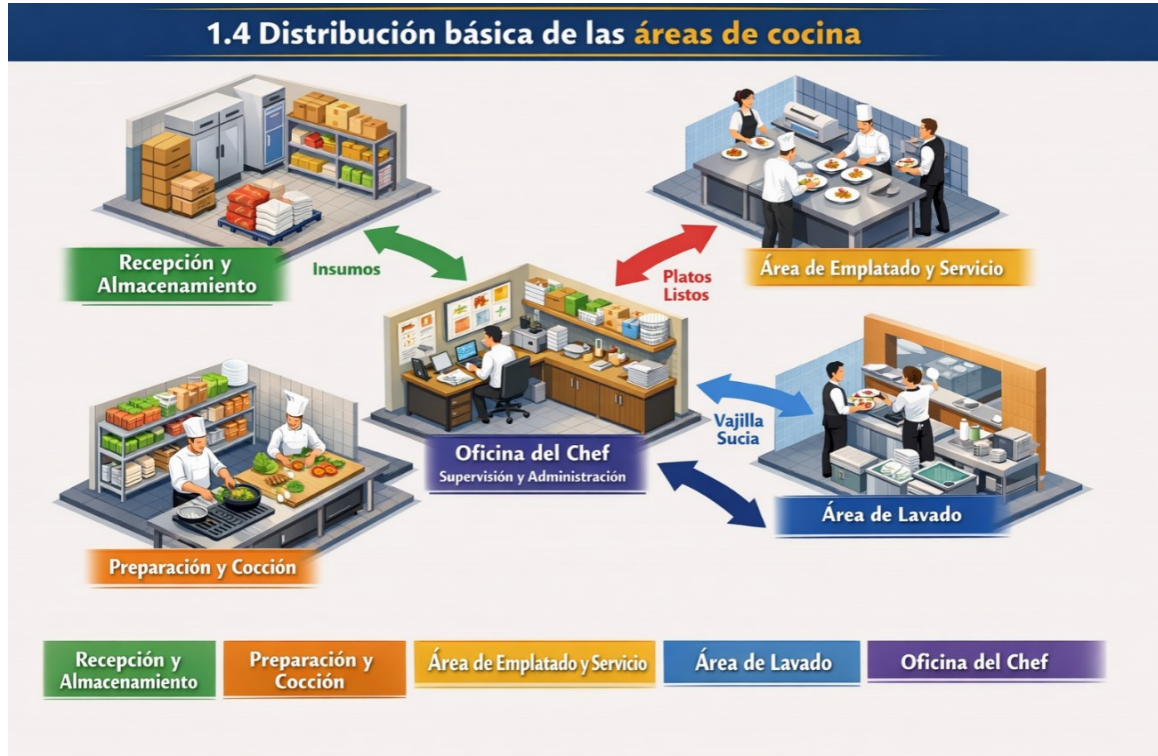 1.4 Distribución básica de las áreas de cocina
Recepción y
Almacenamiento
Insumos
Platos
Listos
Área de Emplatado y Servicio
Oficina del Chef
Supervisión y Administración
Vajilla
Sucia
Área de Lavado
Preparación y Cocción
Recepción y
Almacenamiento
Preparación y
Cocción
Área de Emplatado y Servicio
Área de Lavado
Oficina del Chef